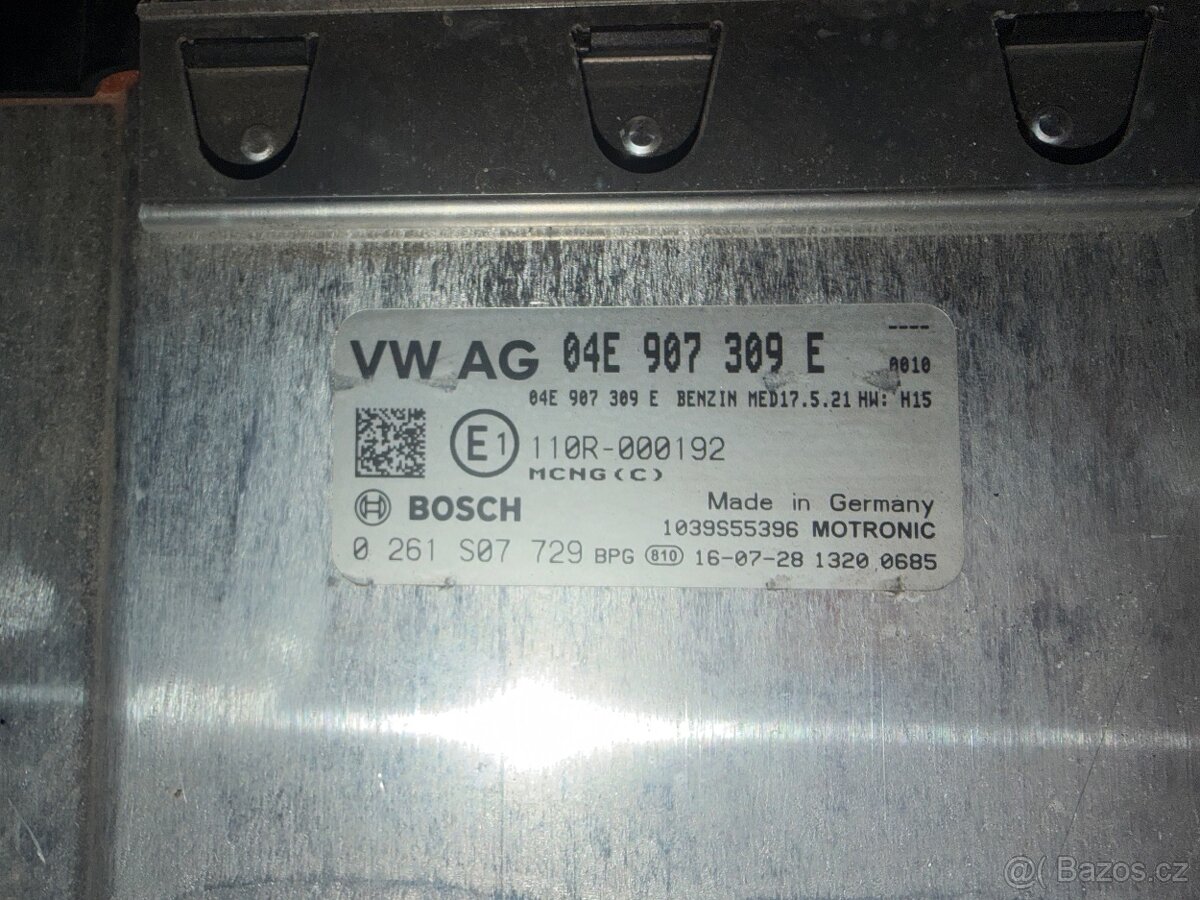 ----
VW AG 04E 907 309 E 0010
04E 907 309 E BENZIN MED17.5.21 HW: H15
E1 110R-000192
MCNG(C)
BOSCH Made in Germany
1039S55396 MOTRONIC
0 261 S07 729 BPG 810 16-07-28 1320 0685
@( Bazos.cz